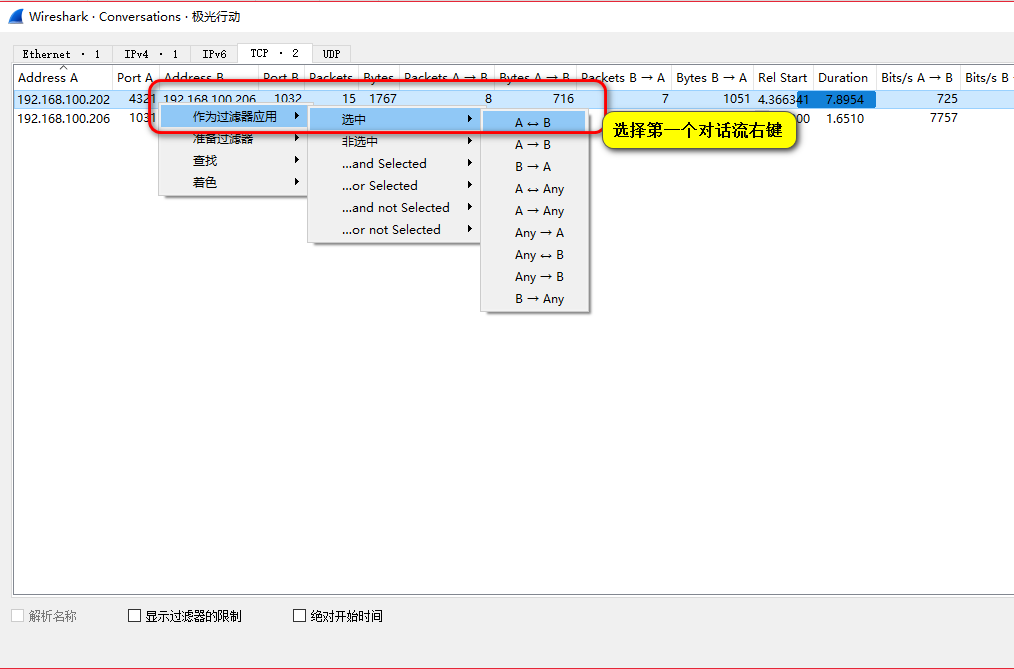 Wireshark · Conversations · 极光行动
Ethernet · 1 IPv4 · 1 IPv6 TCP · 2 UDP
Address A Port A Address B Port B Packets Bytes Packets A → B Bytes A → B Packets B → A Bytes B → A Rel Start Duration Bits/s A → B Bits/s B
192.168.100.202 4321 192.168.100.206 1032 15 1767 8 716 7 1051 4.366341 7.8954 725
192.168.100.206 1.6510 7757
作为过滤器应用 选中 A ↔ B
选择第一个对话流右键
准备过滤器 非选中 A → B
查找 ...and Selected B → A
着色 ...or Selected A ↔ Any
...and not Selected A → Any
...or not Selected Any → A
Any ↔ B
Any → B
B → Any
解析名称 显示过滤器的限制 绝对开始时间